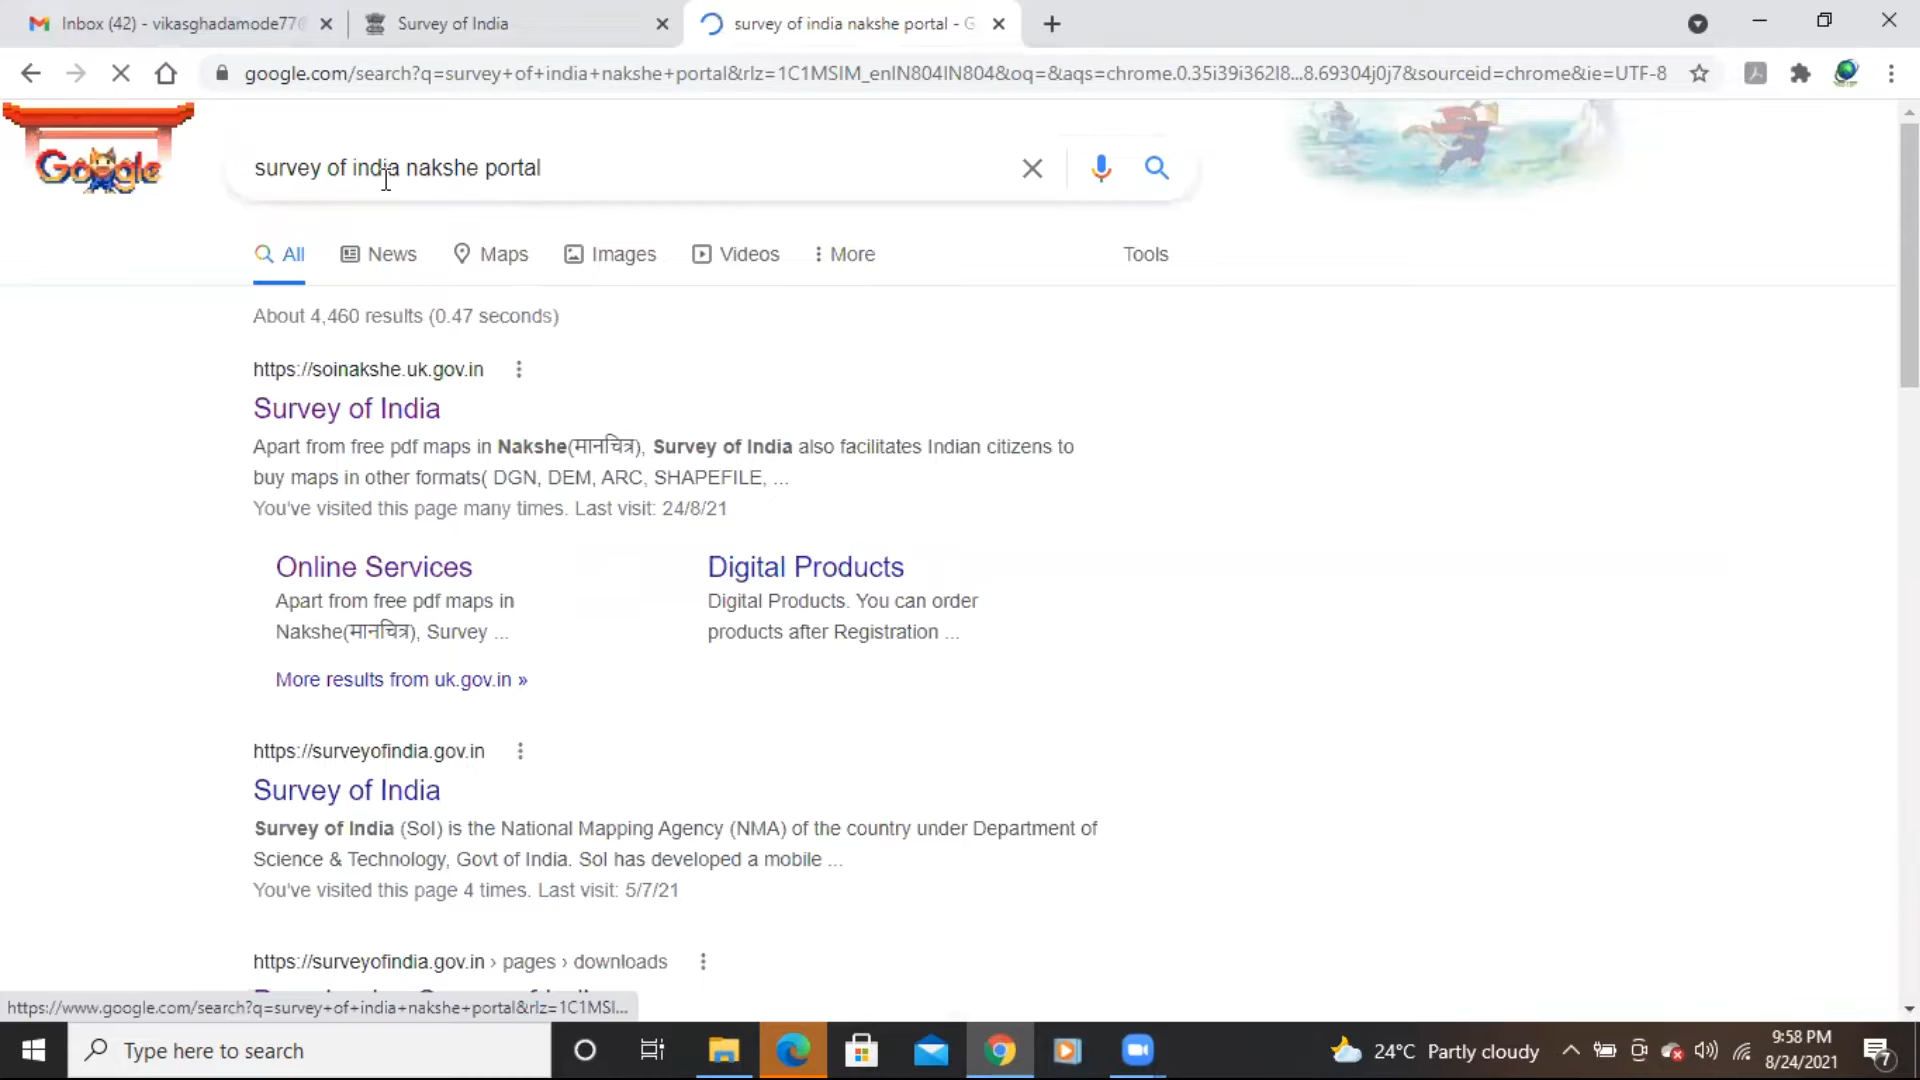 Inbox (42) - vikasghadamode77@
Survey of India
survey of india nakshe portal - G
google.com/search?q=survey+of+india+nakshe+portal&rlz=1C1MSIM_enIN804IN804&oq=&aqs=chrome.0.35i39i362l8...8.69304j0j7&sourceid=chrome&ie=UTF-8
Google
survey of india nakshe portal
All
News
Maps
Images
Videos
More
Tools
About 4,460 results (0.47 seconds)
https://soinakshe.uk.gov.in
Survey of India
Apart from free pdf maps in Nakshe(मानचित्र), Survey of India also facilitates Indian citizens to
buy maps in other formats( DGN, DEM, ARC, SHAPEFILE, ...
You've visited this page many times. Last visit: 24/8/21
Online Services
Apart from free pdf maps in
Nakshe(मानचित्र), Survey ...
Digital Products
Digital Products. You can order
products after Registration ...
More results from uk.gov.in »
https://surveyofindia.gov.in
Survey of India
Survey of India (SoI) is the National Mapping Agency (NMA) of the country under Department of
Science & Technology, Govt of India. SoI has developed a mobile ...
You've visited this page 4 times. Last visit: 5/7/21
https://surveyofindia.gov.in › pages › downloads
https://www.google.com/search?q=survey+of+india+nakshe+portal&rlz=1C1MSI...
Type here to search
24°C Partly cloudy
9:58 PM
8/24/2021
7